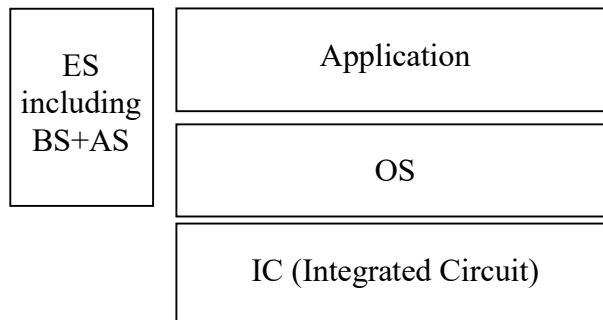 ES
including
BS+AS
Application
OS
IC (Integrated Circuit)